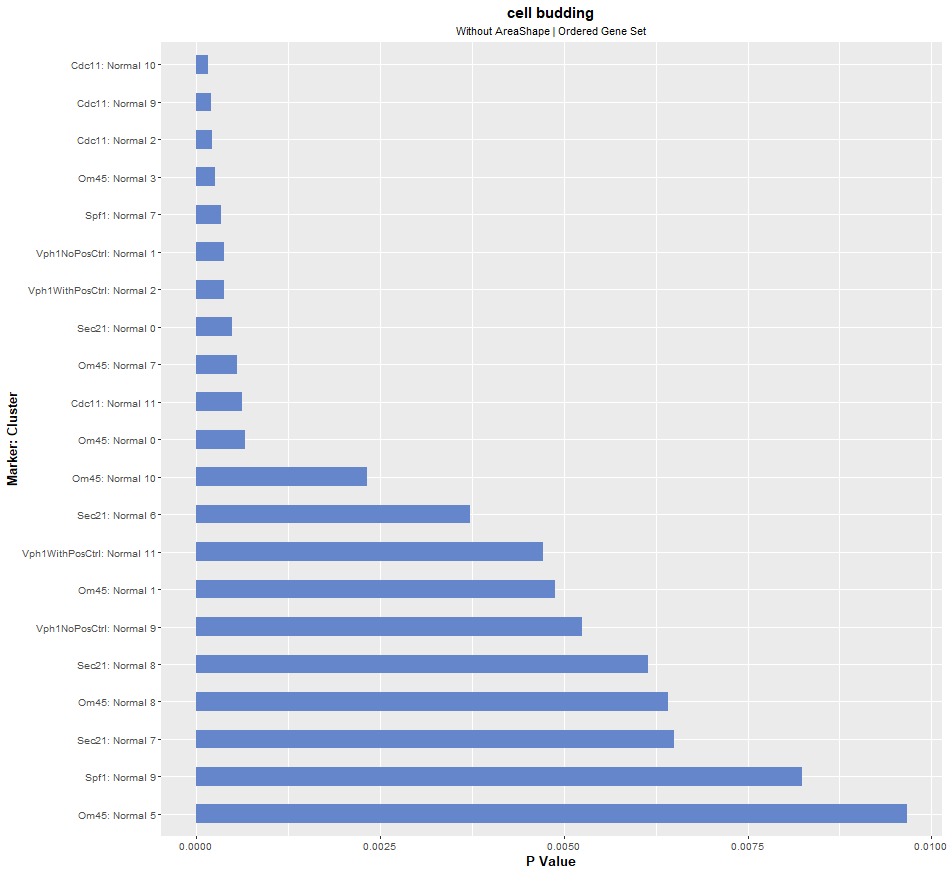 cell budding
Without AreaShape | Ordered Gene Set
Marker: Cluster
Cdc11: Normal 10
Cdc11: Normal 9
Cdc11: Normal 2
Om45: Normal 3
Spf1: Normal 7
Vph1NoPosCtrl: Normal 1
Vph1WithPosCtrl: Normal 2
Sec21: Normal 0
Om45: Normal 7
Cdc11: Normal 11
Om45: Normal 0
Om45: Normal 10
Sec21: Normal 6
Vph1WithPosCtrl: Normal 11
Om45: Normal 1
Vph1NoPosCtrl: Normal 9
Sec21: Normal 8
Om45: Normal 8
Sec21: Normal 7
Spf1: Normal 9
Om45: Normal 5
0.0000 0.0025 0.0050 0.0075 0.0100
P Value